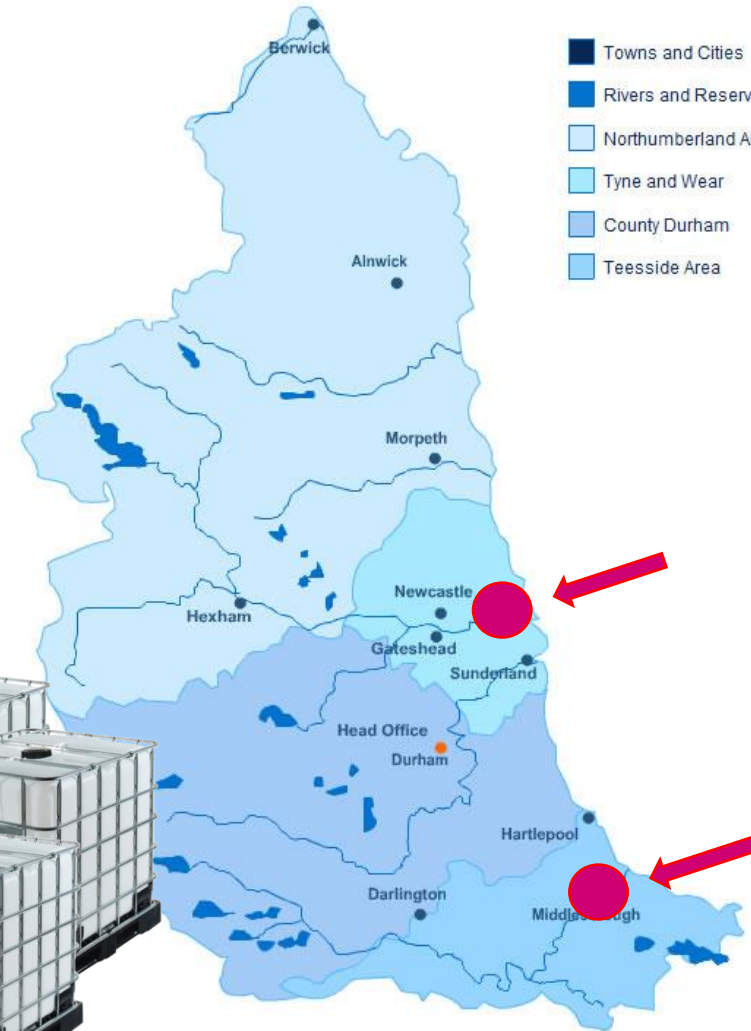 Berwick
Towns and Cities
Rivers and Reserv
Northumberland A
Tyne and Wear
County Durham
Teesside Area
Alnwick
Morpeth
Newcastle
Hexham
Gateshead
Sunderland
Head Office
Durham
Hartlepool
Darlington